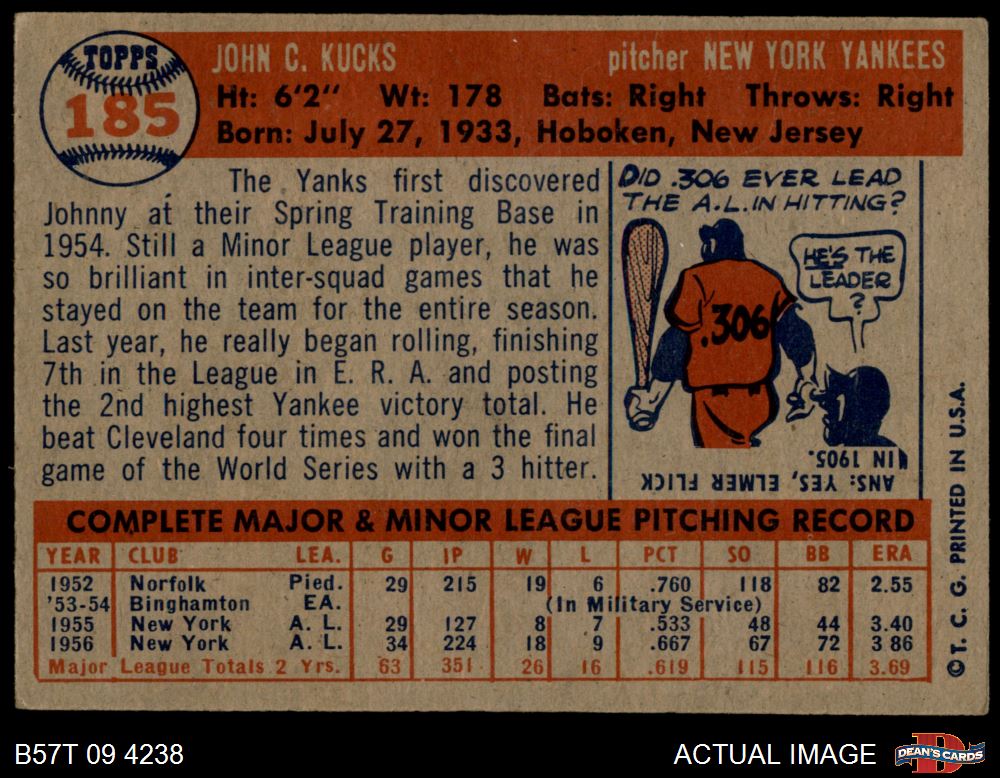 TOPPS
185
JOHN C. KUCKS pitcher NEW YORK YANKEES
Ht: 6'2" Wt: 178 Bats: Right Throws: Right
Born: July 27, 1933, Hoboken, New Jersey
The Yanks first discovered
Johnny at their Spring Training Base in
1954. Still a Minor League player, he was
so brilliant in inter-squad games that he
stayed on the team for the entire season.
Last year, he really began rolling, finishing
7th in the League in E. R. A. and posting
the 2nd highest Yankee victory total. He
beat Cleveland four times and won the final
game of the World Series with a 3 hitter.
DID .306 EVER LEAD
THE A.L. IN HITTING?
HE'S THE
LEADER
?
.306
ANS: YES, ELMER FLICK
IN 1905.
COMPLETE MAJOR & MINOR LEAGUE PITCHING RECORD
YEAR CLUB LEA. G IP W L PCT SO BB ERA
1952 Norfolk Pied. 29 215 19 6 .760 118 82 2.55
'53-54 Binghamton EA. (In Military Service)
1955 New York A. L. 29 127 8 7 .533 48 44 3.40
1956 New York A. L. 34 224 18 9 .667 67 72 3 86
Major League Totals 2 Yrs. 63 351 26 16 .619 115 116 3.69
©T. C. G. PRINTED IN U.S.A.
B57T 09 4238 ACTUAL IMAGE
D
DEAN'S CARDS